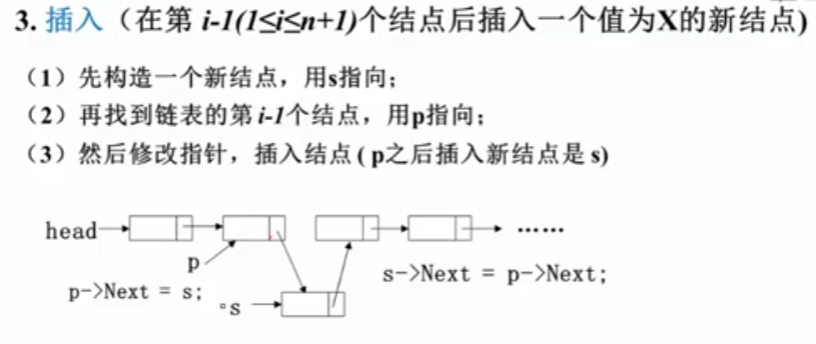 3. 插入（在第 i-1(1≤i≤n+1)个结点后插入一个值为X的新结点)
（1）先构造一个新结点，用s指向；
（2）再找到链表的第i-1个结点，用p指向；
（3）然后修改指针，插入结点( p之后插入新结点是 s)
head ......
p
s->Next = p->Next;
p->Next = s;
s